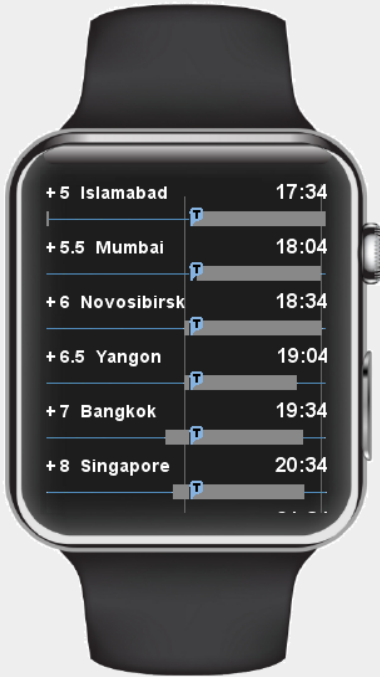 + 5 Islamabad 17:34
T
+ 5.5 Mumbai 18:04
T
+ 6 Novosibirsk 18:34
T
+ 6.5 Yangon 19:04
T
+ 7 Bangkok 19:34
T
+ 8 Singapore 20:34
T